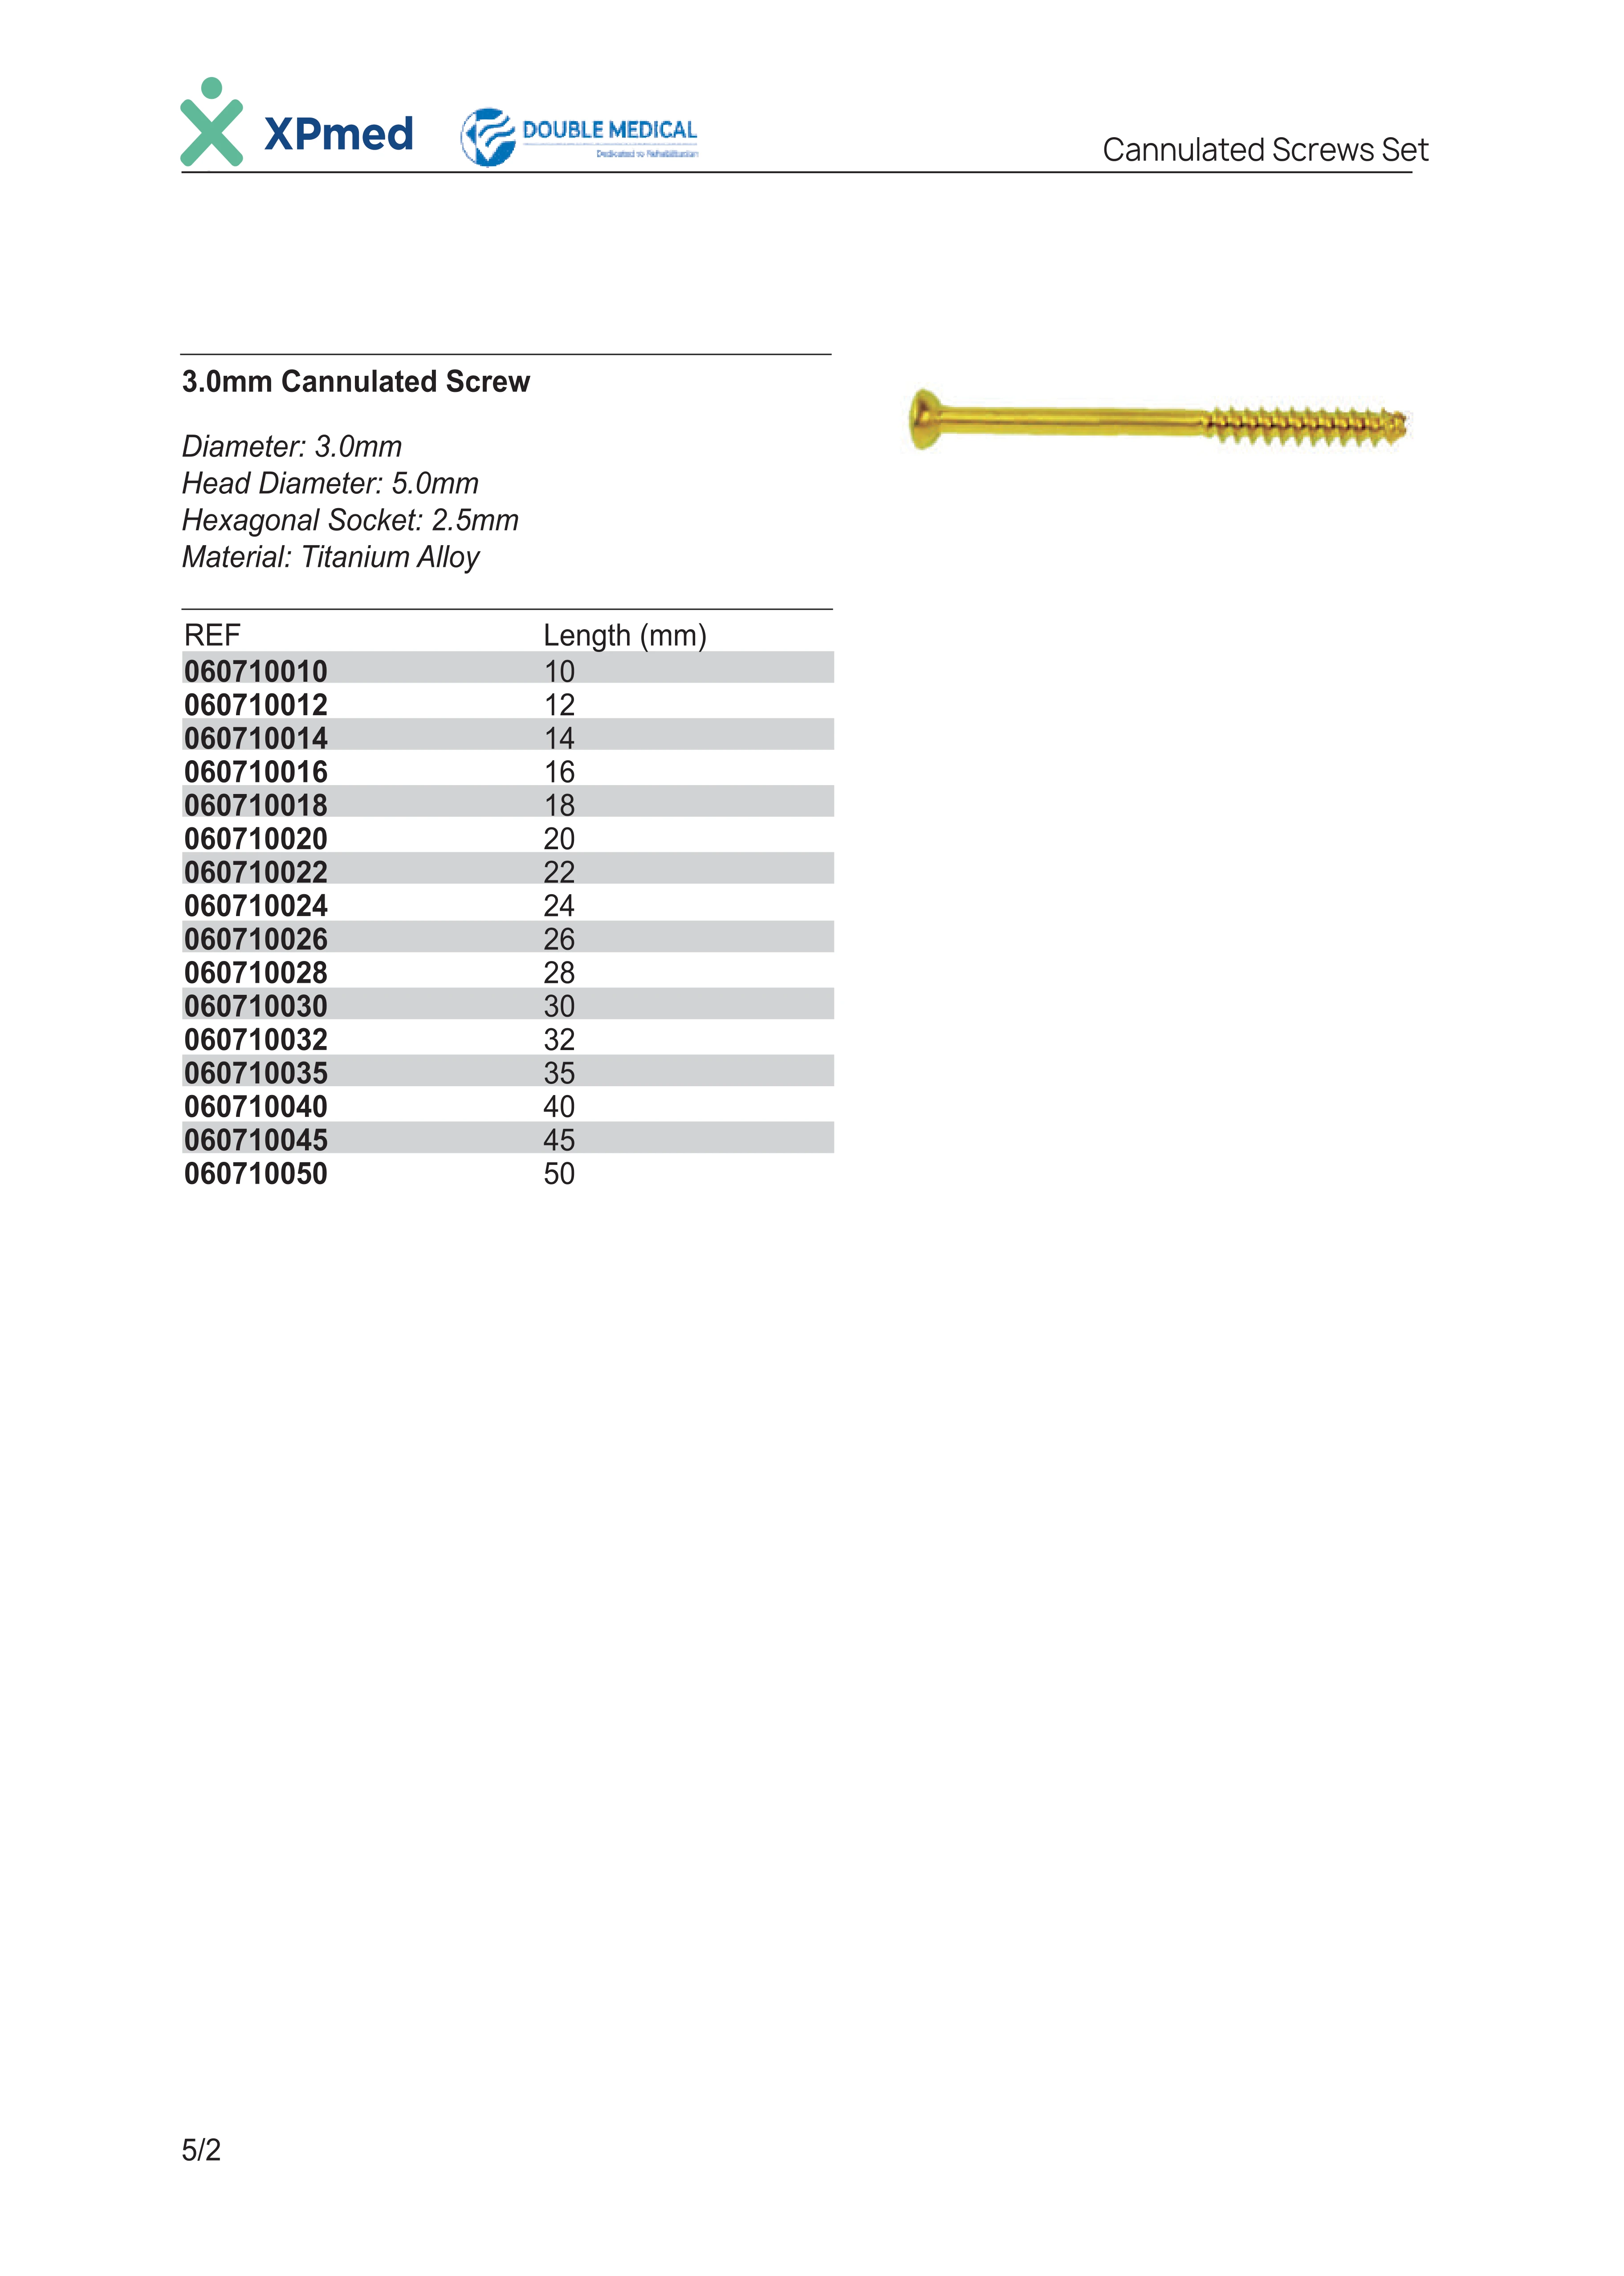 XPmed
DOUBLE MEDICAL
Dedicated to Rehabilitation
Cannulated Screws Set
3.0mm Cannulated Screw
Diameter: 3.0mm
Head Diameter: 5.0mm
Hexagonal Socket: 2.5mm
Material: Titanium Alloy
REF Length (mm)
060710010 10
060710012 12
060710014 14
060710016 16
060710018 18
060710020 20
060710022 22
060710024 24
060710026 26
060710028 28
060710030 30
060710032 32
060710035 35
060710040 40
060710045 45
060710050 50
5/2